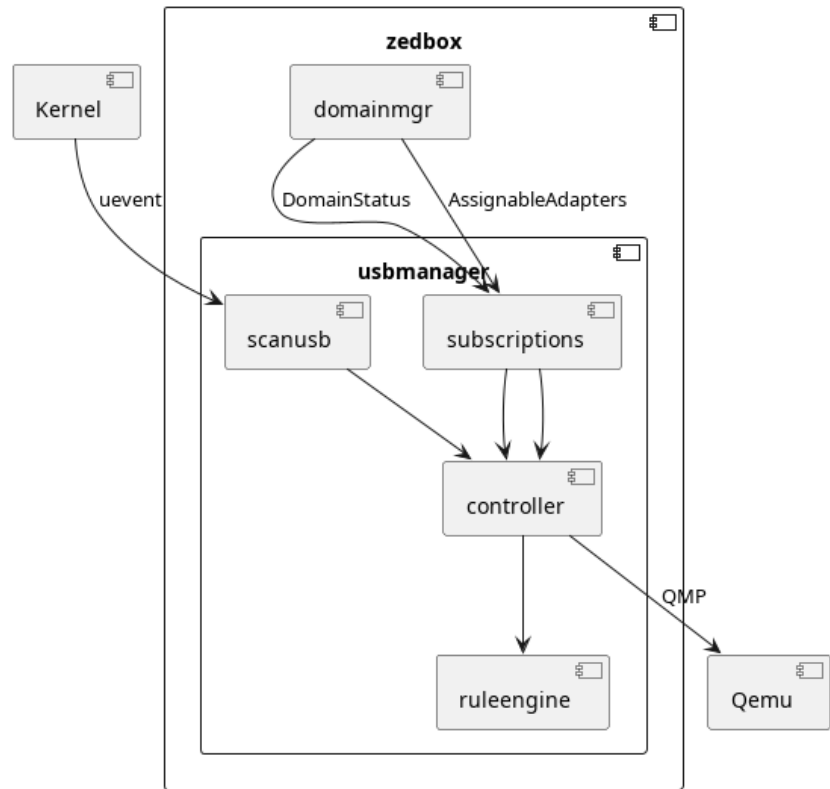 zedbox
Kernel
domainmgr
uevent
DomainStatus
AssignableAdapters
usbmanager
scanusb
subscriptions
controller
QMP
ruleengine
Qemu